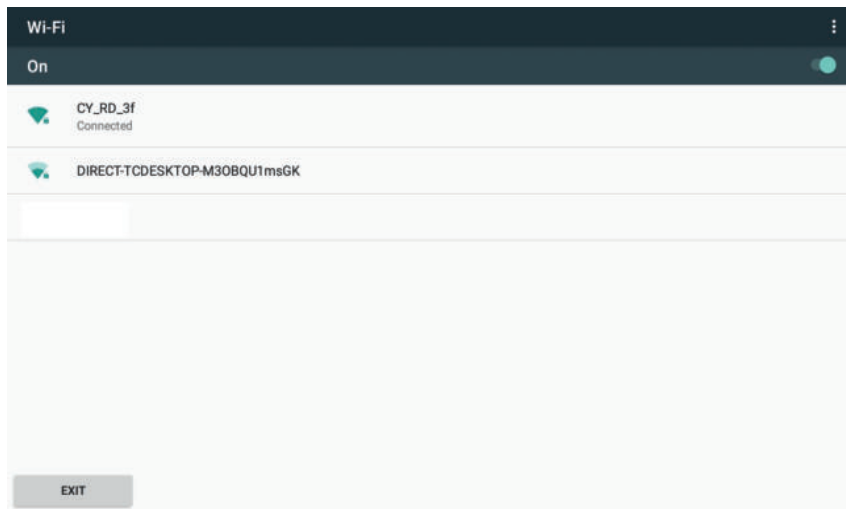 Wi-Fi
On
CY_RD_3f
Connected
DIRECT-TCDESKTOP-M3OBQU1msGK
EXIT